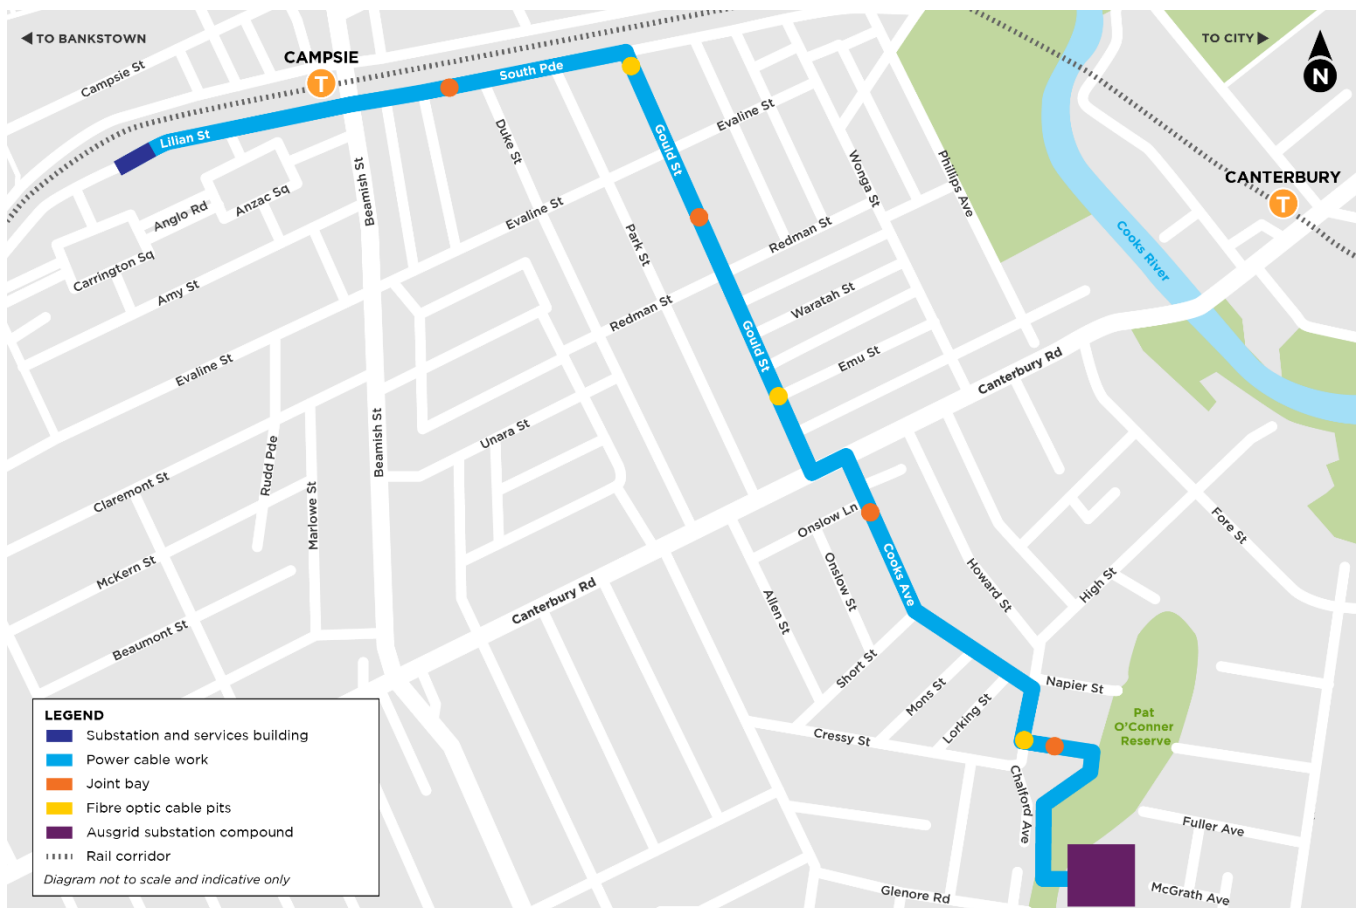 TO BANKSTOWN
TO CITY
N
CAMPSIE
T
Campsie St
South Pde
Lilian St
Duke St
Gould St
Evaline St
Wonga St
Phillips Ave
CANTERBURY
T
Cooks River
Beamish St
Anzac Sq
Anglo Rd
Carrington Sq
Amy St
Evaline St
Park St
Redman St
Redman St
Waratah St
Gould St
Emu St
Canterbury Rd
Evaline St
Unara St
Beamish St
Rudd Pde
Marlowe St
Claremont St
McKern St
Beaumont St
Canterbury Rd
Onslow Ln
Onslow St
Cooks Ave
Howard St
High St
Fore St
Allen St
Short St
Mons St
Lorking St
Napier St
Cressy St
Pat
O'Conner
Reserve
Chalford Ave
Fuller Ave
Glenore Rd
McGrath Ave
LEGEND
Substation and services building
Power cable work
Joint bay
Fibre optic cable pits
Ausgrid substation compound
Rail corridor
Diagram not to scale and indicative only